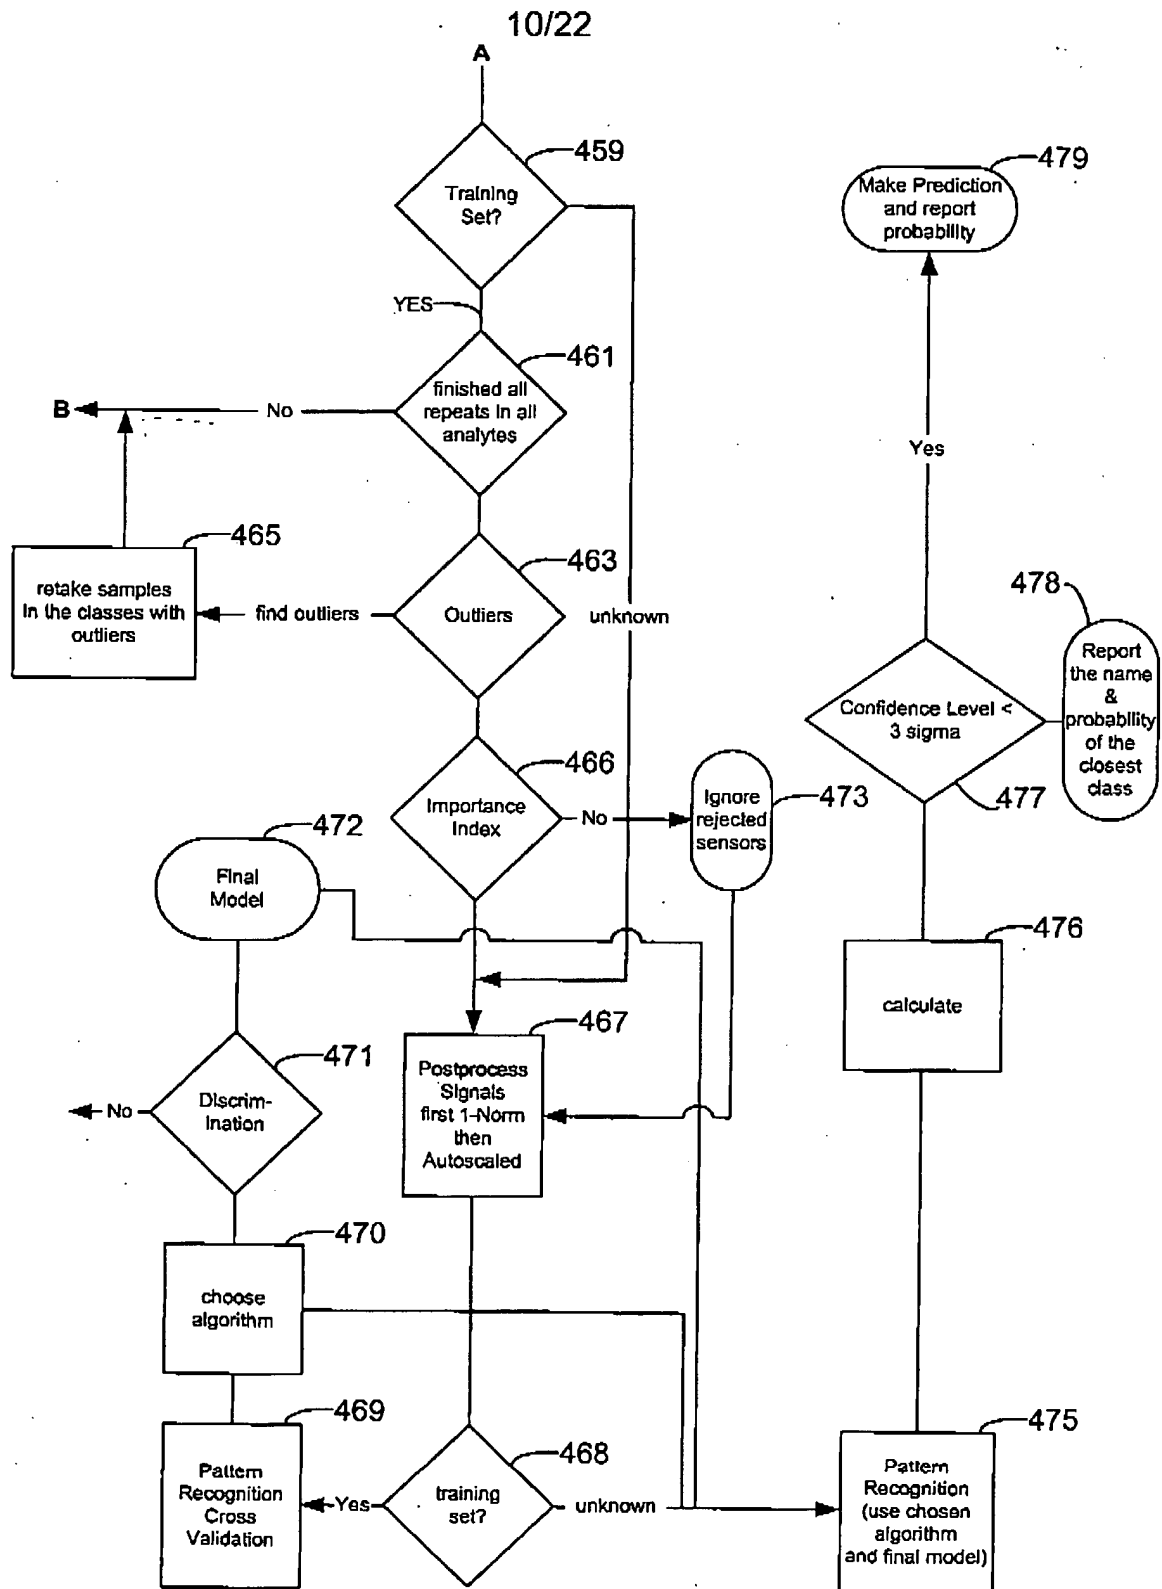 10/22
A
459
Training
Set?
479
Make Prediction
and report
probability
YES
461
finished all
repeats in all
analytes
B
No
Yes
465
retake samples
in the classes with
outliers
find outliers
463
Outliers
unknown
478
Report
the name
&
probability
of the
closest
class
Confidence Level <
3 sigma
477
466
Importance
Index
No
Ignore
rejected
sensors
473
472
Final
Model
476
calculate
467
Postprocess
Signals
first 1-Norm
then
Autoscaled
471
Discrim-
ination
No
470
choose
algorithm
469
Pattern
Recognition
Cross
Validation
Yes
468
training
set?
unknown
475
Pattern
Recognition
(use chosen
algorithm
and final model)